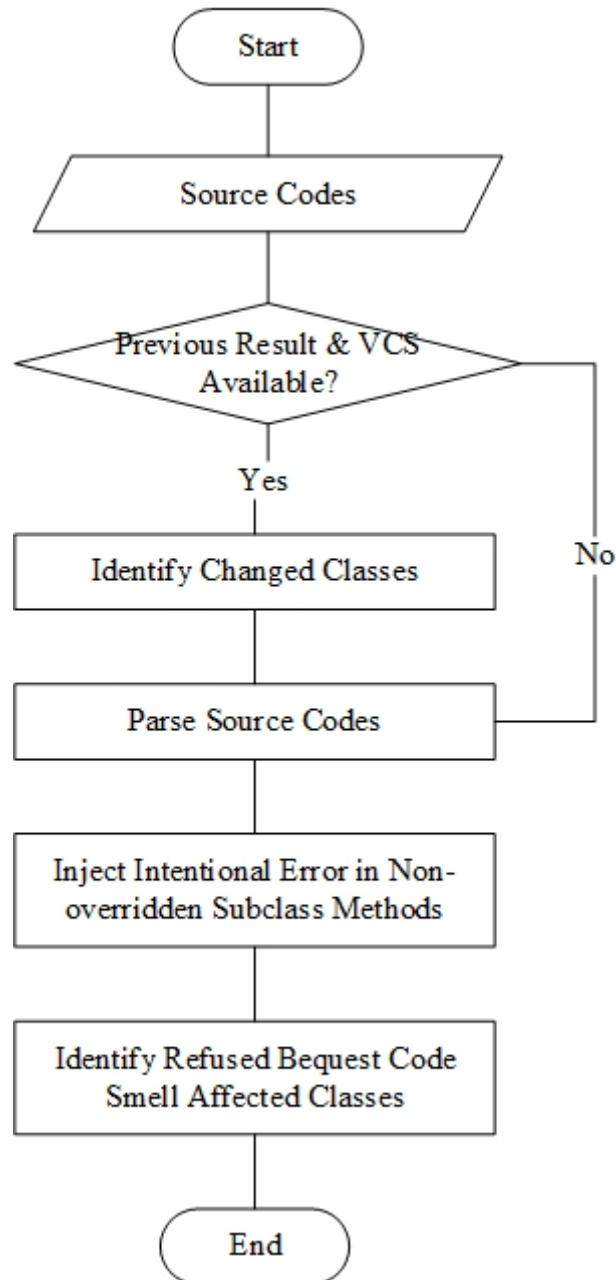 Start
Source Codes
Previous Result & VCS
Available?
Yes
Identify Changed Classes
No
Parse Source Codes
Inject Intentional Error in Non-
overridden Subclass Methods
Identify Refused Bequest Code
Smell Affected Classes
End